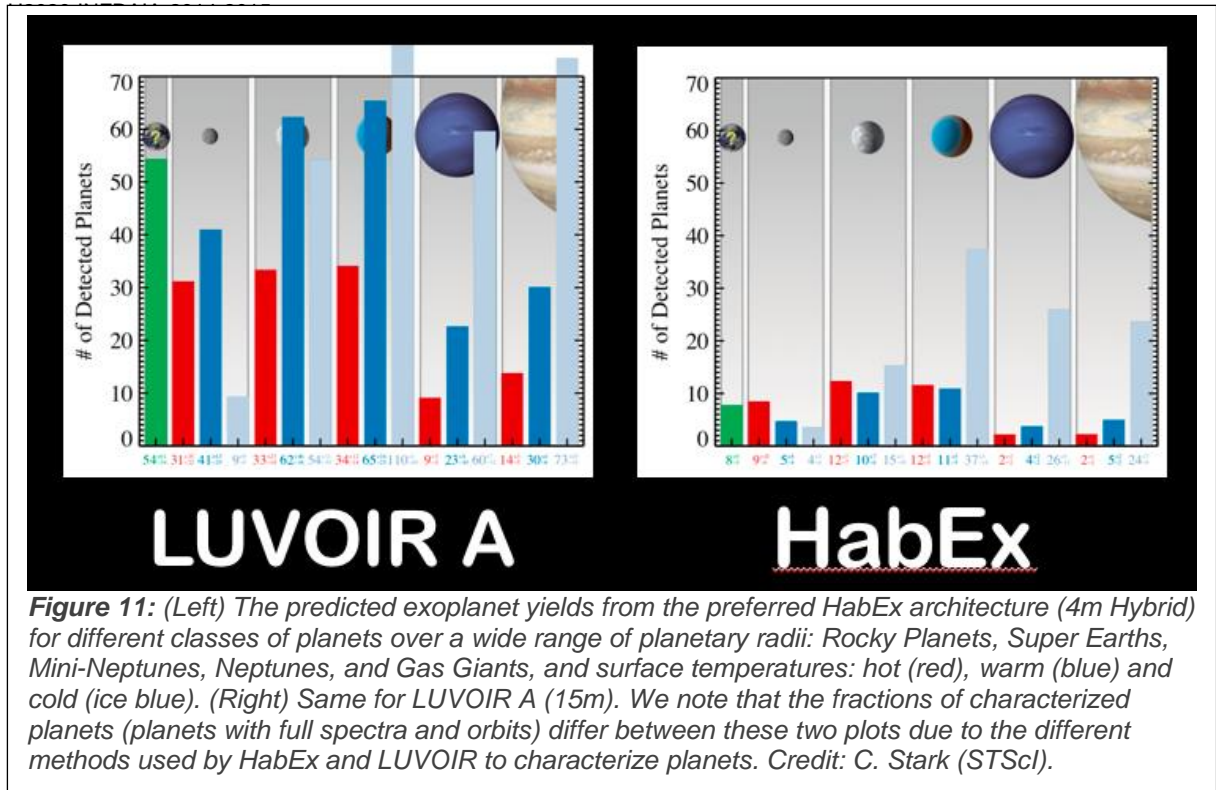 70
60
50
40
30
20
10
0
# of Detected Planets
?
54 31 41 9 33 62 54 34 65 110 9 23 60 14 30 73
LUVOIR A
70
60
50
40
30
20
10
0
# of Detected Planets
?
8 9 5 4 12 10 15 12 11 37 2 4 26 2 5 24
HabEx
Figure 11: (Left) The predicted exoplanet yields from the preferred HabEx architecture (4m Hybrid)
for different classes of planets over a wide range of planetary radii: Rocky Planets, Super Earths,
Mini-Neptunes, Neptunes, and Gas Giants, and surface temperatures: hot (red), warm (blue) and
cold (ice blue). (Right) Same for LUVOIR A (15m). We note that the fractions of characterized
planets (planets with full spectra and orbits) differ between these two plots due to the different
methods used by HabEx and LUVOIR to characterize planets. Credit: C. Stark (STScI).